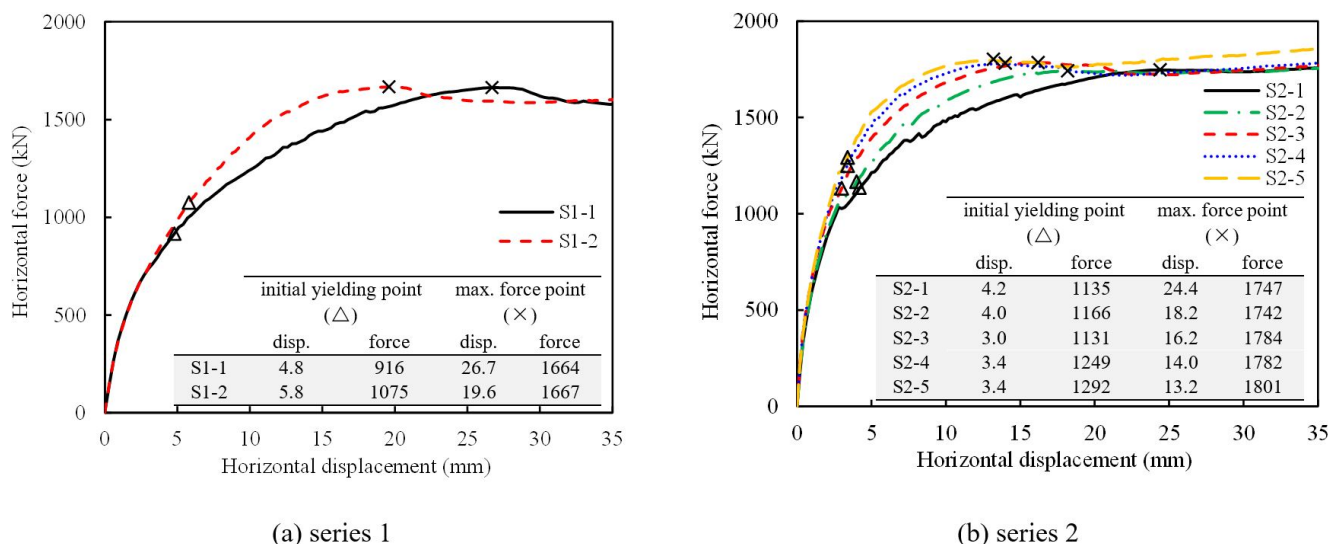 2000
1500
1000
500
0
Horizontal force (kN)
S1-1
S1-2
initial yielding point max. force point
(△) (×)
disp. force disp. force
S1-1 4.8 916 26.7 1664
S1-2 5.8 1075 19.6 1667
0 5 10 15 20 25 30 35
Horizontal displacement (mm)
(a) series 1
2000
1500
1000
500
0
Horizontal force (kN)
S2-1
S2-2
S2-3
S2-4
S2-5
initial yielding point max. force point
(△) (×)
disp. force disp. force
S2-1 4.2 1135 24.4 1747
S2-2 4.0 1166 18.2 1742
S2-3 3.0 1131 16.2 1784
S2-4 3.4 1249 14.0 1782
S2-5 3.4 1292 13.2 1801
0 5 10 15 20 25 30 35
Horizontal displacement (mm)
(b) series 2